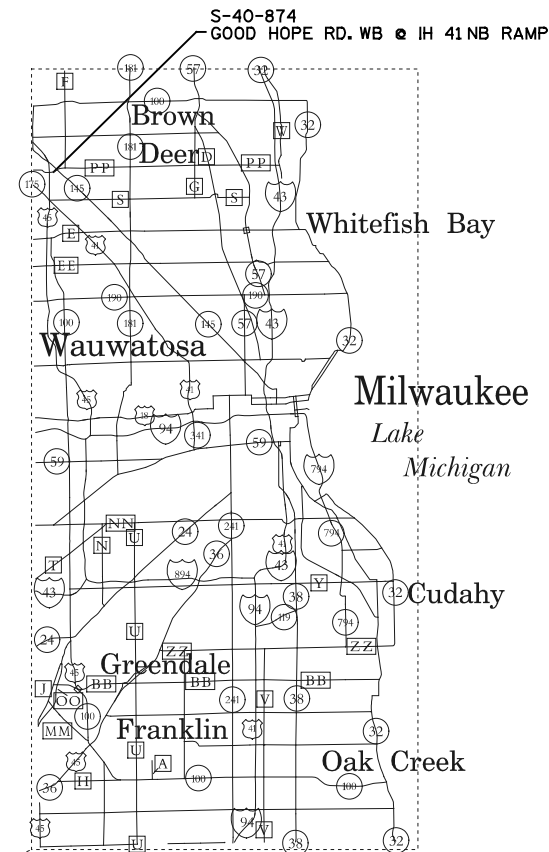 S-40-874
GOOD HOPE RD. WB @ IH 41 NB RAMP
181
57
32
F
100
Brown
W
32
181
Deer
D
PP
PP
175
145
G
S
S
43
45
Whitefish Bay
E
41
EE
57
190
190
100
181
145
57
43
32
Wauwatosa
45
41
Milwaukee
18
94
341
59
Lake
59
794
Michigan
NN
24
241
794
N
U
36
41
T
894
43
43
Y
38
32
Cudahy
94
119
794
24
U
ZZ
ZZ
Greendale
45
J
BB
BB
BB
OO
241
V
38
100
MM
Franklin
41
32
U
45
A
Oak Creek
H
100
100
36
94
45
V
U
38
32